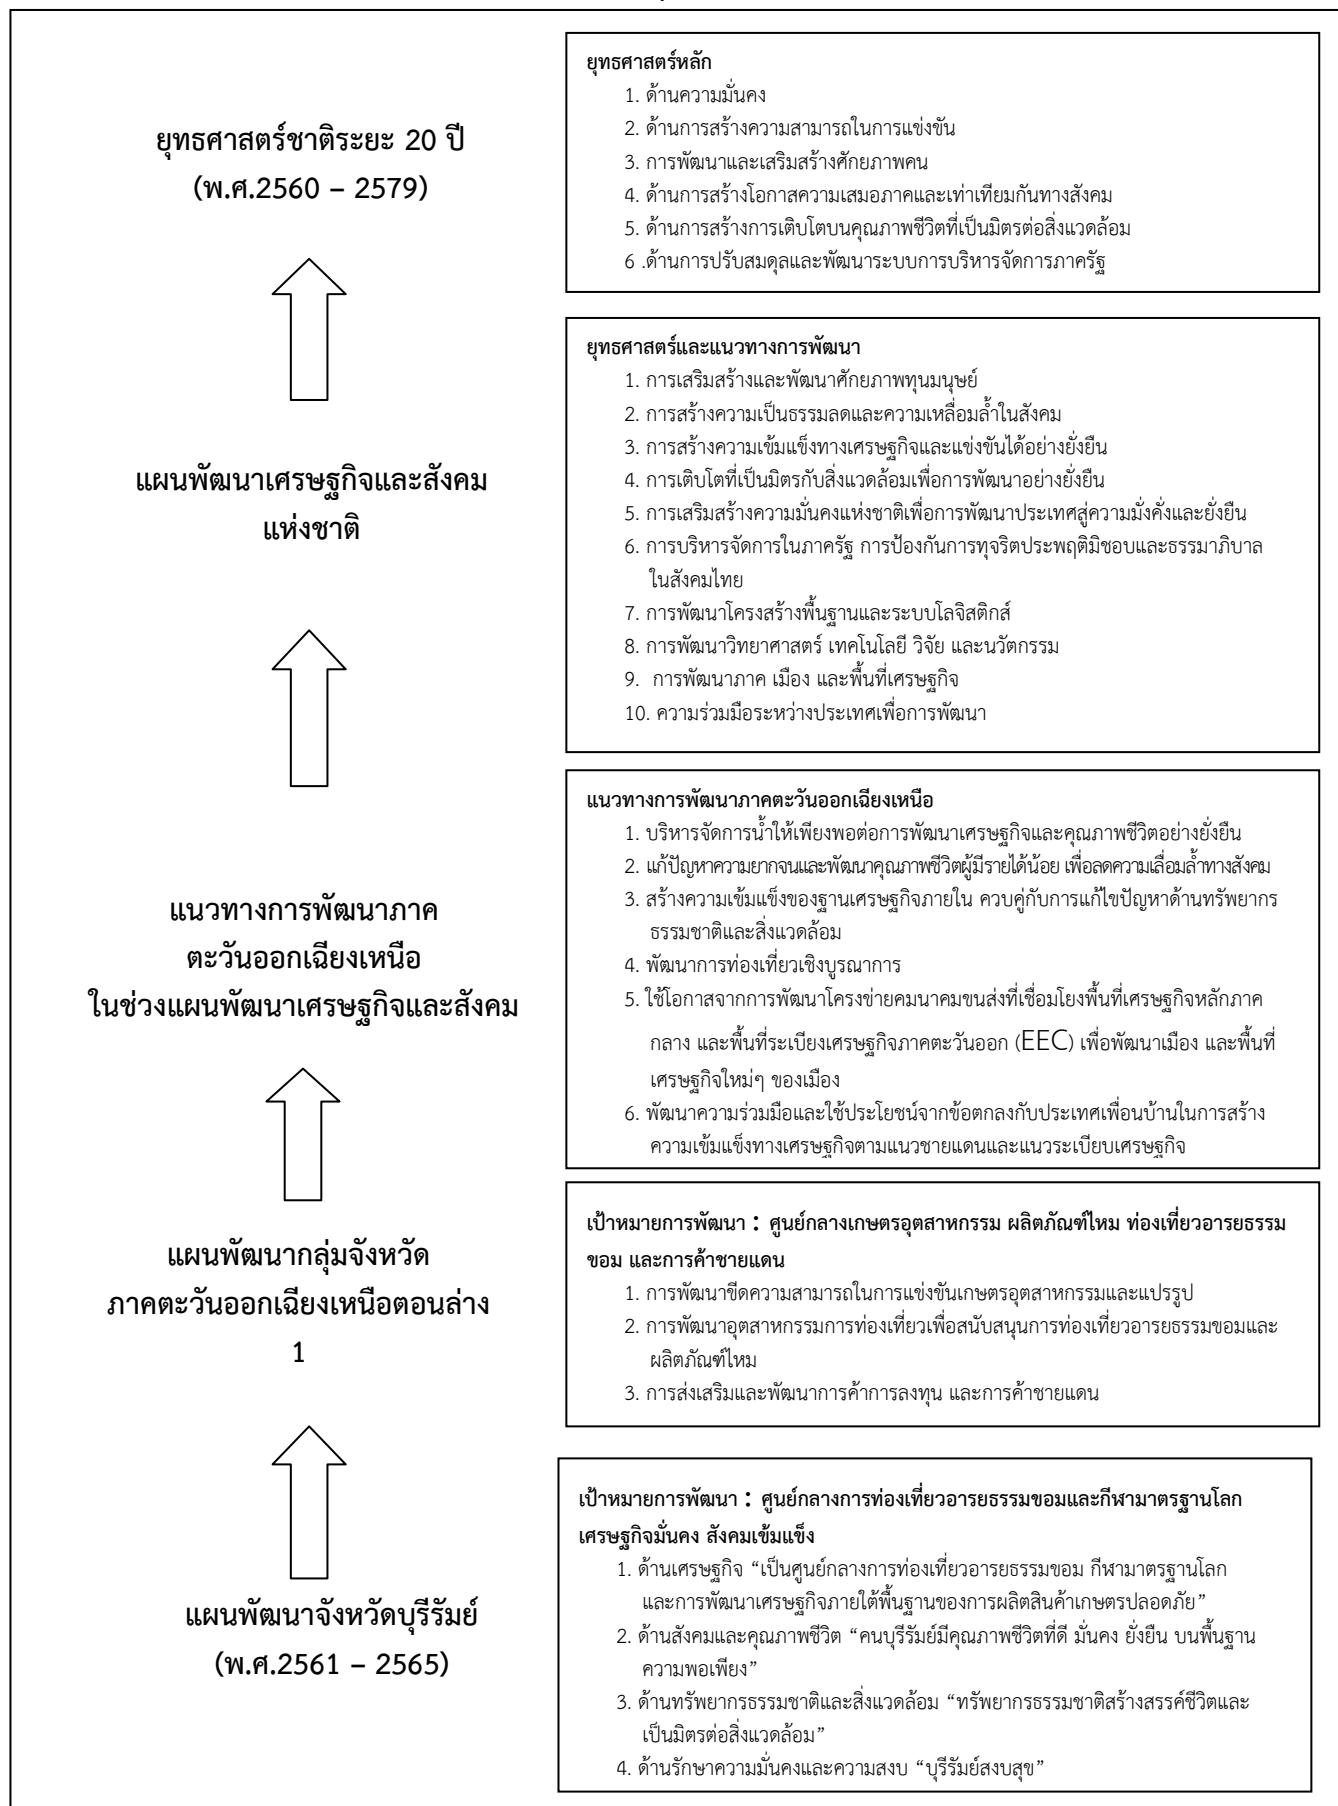 ยุทธศาสตร์ชาติระยะ 20 ปี
(พ.ศ.2560 – 2579)
ยุทธศาสตร์หลัก
1. ด้านความมั่นคง
2. ด้านการสร้างความสามารถในการแข่งขัน
3. การพัฒนาและเสริมสร้างศักยภาพคน
4. ด้านการสร้างโอกาสความเสมอภาคและเท่าเทียมกันทางสังคม
5. ด้านการสร้างการเติบโตบนคุณภาพชีวิตที่เป็นมิตรต่อสิ่งแวดล้อม
6 .ด้านการปรับสมดุลและพัฒนาระบบการบริหารจัดการภาครัฐ
แผนพัฒนาเศรษฐกิจและสังคม
แห่งชาติ
ยุทธศาสตร์และแนวทางการพัฒนา
1. การเสริมสร้างและพัฒนาศักยภาพทุนมนุษย์
2. การสร้างความเป็นธรรมลดและความเหลื่อมล้ำในสังคม
3. การสร้างความเข้มแข็งทางเศรษฐกิจและแข่งขันได้อย่างยั่งยืน
4. การเติบโตที่เป็นมิตรกับสิ่งแวดล้อมเพื่อการพัฒนาอย่างยั่งยืน
5. การเสริมสร้างความมั่นคงแห่งชาติเพื่อการพัฒนาประเทศสู่ความมั่งคั่งและยั่งยืน
6. การบริหารจัดการในภาครัฐ การป้องกันการทุจริตประพฤติมิชอบและธรรมาภิบาล
ในสังคมไทย
7. การพัฒนาโครงสร้างพื้นฐานและระบบโลจิสติกส์
8. การพัฒนาวิทยาศาสตร์ เทคโนโลยี วิจัย และนวัตกรรม
9. การพัฒนาภาค เมือง และพื้นที่เศรษฐกิจ
10. ความร่วมมือระหว่างประเทศเพื่อการพัฒนา
แนวทางการพัฒนาภาค
ตะวันออกเฉียงเหนือ
ในช่วงแผนพัฒนาเศรษฐกิจและสังคม
แนวทางการพัฒนาภาคตะวันออกเฉียงเหนือ
1. บริหารจัดการน้ำให้เพียงพอต่อการพัฒนาเศรษฐกิจและคุณภาพชีวิตอย่างยั่งยืน
2. แก้ปัญหาความยากจนและพัฒนาคุณภาพชีวิตผู้มีรายได้น้อย เพื่อลดความเลื่อมล้ำทางสังคม
3. สร้างความเข้มแข็งของฐานเศรษฐกิจภายใน ควบคู่กับการแก้ไขปัญหาด้านทรัพยากร
ธรรมชาติและสิ่งแวดล้อม
4. พัฒนาการท่องเที่ยวเชิงบูรณาการ
5. ใช้โอกาสจากการพัฒนาโครงข่ายคมนาคมขนส่งที่เชื่อมโยงพื้นที่เศรษฐกิจหลักภาค
กลาง และพื้นที่ระเบียงเศรษฐกิจภาคตะวันออก (EEC) เพื่อพัฒนาเมือง และพื้นที่
เศรษฐกิจใหม่ๆ ของเมือง
6. พัฒนาความร่วมมือและใช้ประโยชน์จากข้อตกลงกับประเทศเพื่อนบ้านในการสร้าง
ความเข้มแข็งทางเศรษฐกิจตามแนวชายแดนและแนวระเบียบเศรษฐกิจ
แผนพัฒนากลุ่มจังหวัด
ภาคตะวันออกเฉียงเหนือตอนล่าง
1
เป้าหมายการพัฒนา : ศูนย์กลางเกษตรอุตสาหกรรม ผลิตภัณฑ์ไหม ท่องเที่ยวอารยธรรม
ขอม และการค้าชายแดน
1. การพัฒนาขีดความสามารถในการแข่งขันเกษตรอุตสาหกรรมและแปรรูป
2. การพัฒนาอุตสาหกรรมการท่องเที่ยวเพื่อสนับสนุนการท่องเที่ยวอารยธรรมขอมและ
ผลิตภัณฑ์ไหม
3. การส่งเสริมและพัฒนาการค้าการลงทุน และการค้าชายแดน
แผนพัฒนาจังหวัดบุรีรัมย์
(พ.ศ.2561 – 2565)
เป้าหมายการพัฒนา : ศูนย์กลางการท่องเที่ยวอารยธรรมขอมและกีฬามาตรฐานโลก
เศรษฐกิจมั่นคง สังคมเข้มแข็ง
1. ด้านเศรษฐกิจ “เป็นศูนย์กลางการท่องเที่ยวอารยธรรมขอม กีฬามาตรฐานโลก
และการพัฒนาเศรษฐกิจภายใต้พื้นฐานของการผลิตสินค้าเกษตรปลอดภัย”
2. ด้านสังคมและคุณภาพชีวิต “คนบุรีรัมย์มีคุณภาพชีวิตที่ดี มั่นคง ยั่งยืน บนพื้นฐาน
ความพอเพียง”
3. ด้านทรัพยากรธรรมชาติและสิ่งแวดล้อม “ทรัพยากรธรรมชาติสร้างสรรค์ชีวิตและ
เป็นมิตรต่อสิ่งแวดล้อม”
4. ด้านรักษาความมั่นคงและความสงบ “บุรีรัมย์สงบสุข”